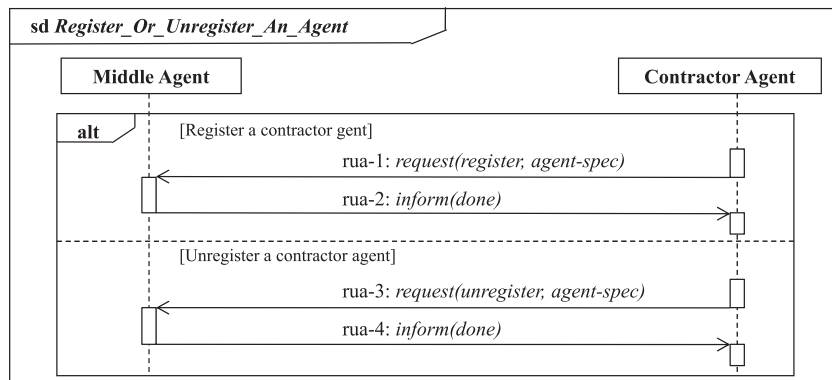 sd Register_Or_Unregister_An_Agent
Middle Agent
Contractor Agent
alt
[Register a contractor gent]
rua-1: request(register, agent-spec)
rua-2: inform(done)
[Unregister a contractor agent]
rua-3: request(unregister, agent-spec)
rua-4: inform(done)